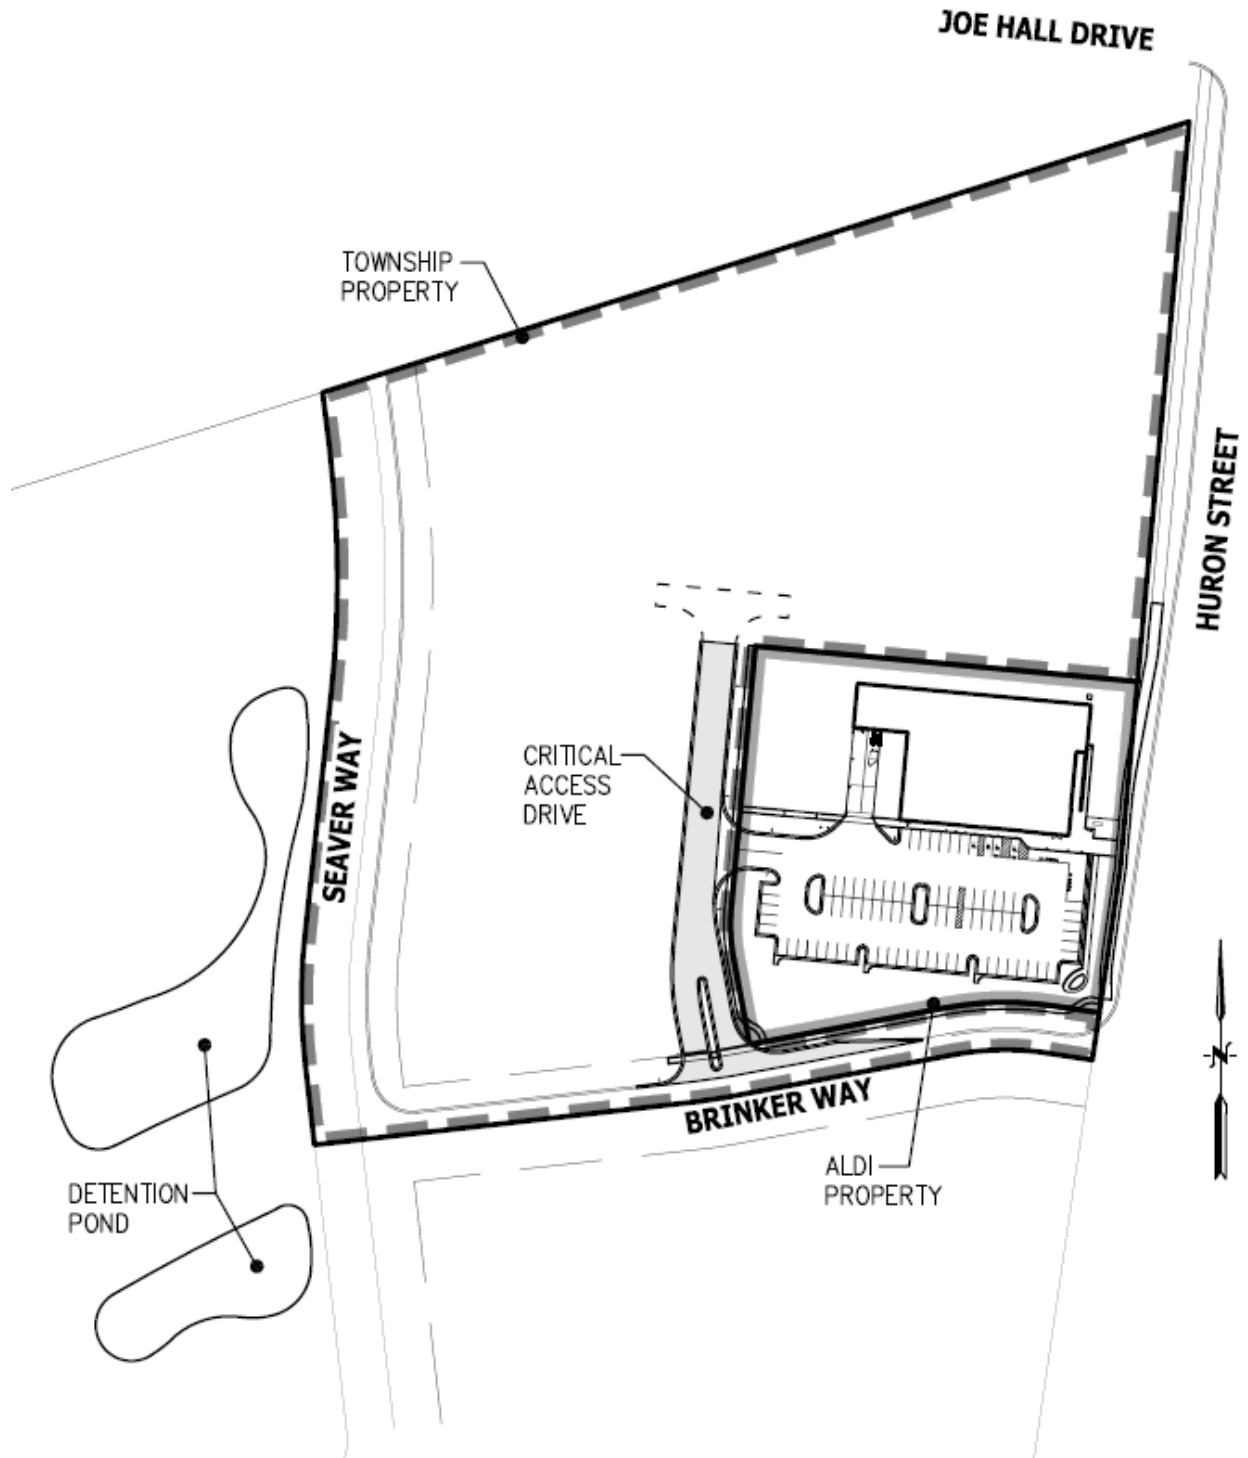 JOE HALL DRIVE
TOWNSHIP
PROPERTY
HURON STREET
CRITICAL
ACCESS
DRIVE
SEAVER WAY
N
BRINKER WAY
ALDI
PROPERTY
DETENTION
POND